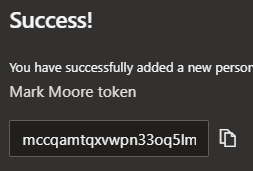 Success!
You have successfully added a new person
Mark Moore token
mccqamtqxvwpn33oq5lm